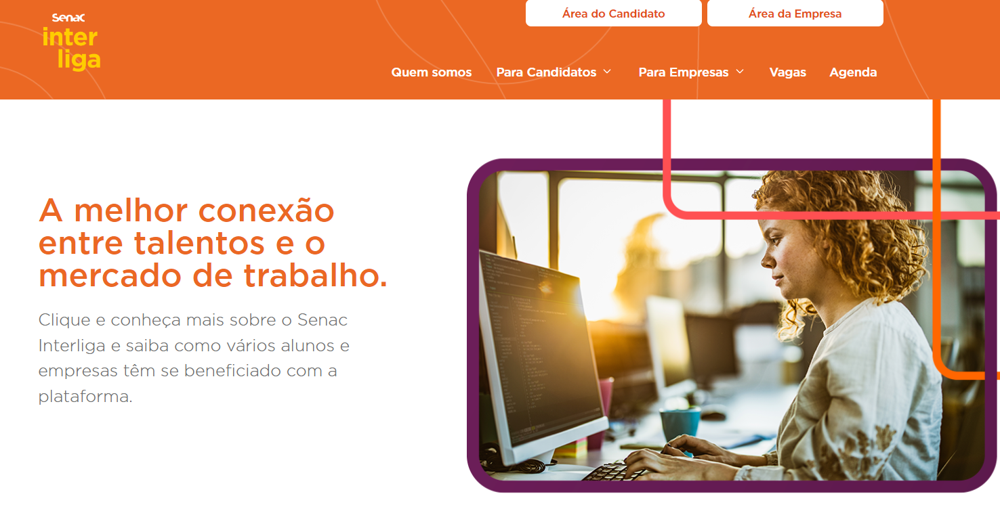 Senac
inter
liga
Área do Candidato
Área da Empresa
Quem somos
Para Candidatos
Para Empresas
Vagas
Agenda
A melhor conexão
entre talentos e o
mercado de trabalho.
Clique e conheça mais sobre o Senac
Interliga e saiba como vários alunos e
empresas têm se beneficiado com a
plataforma.